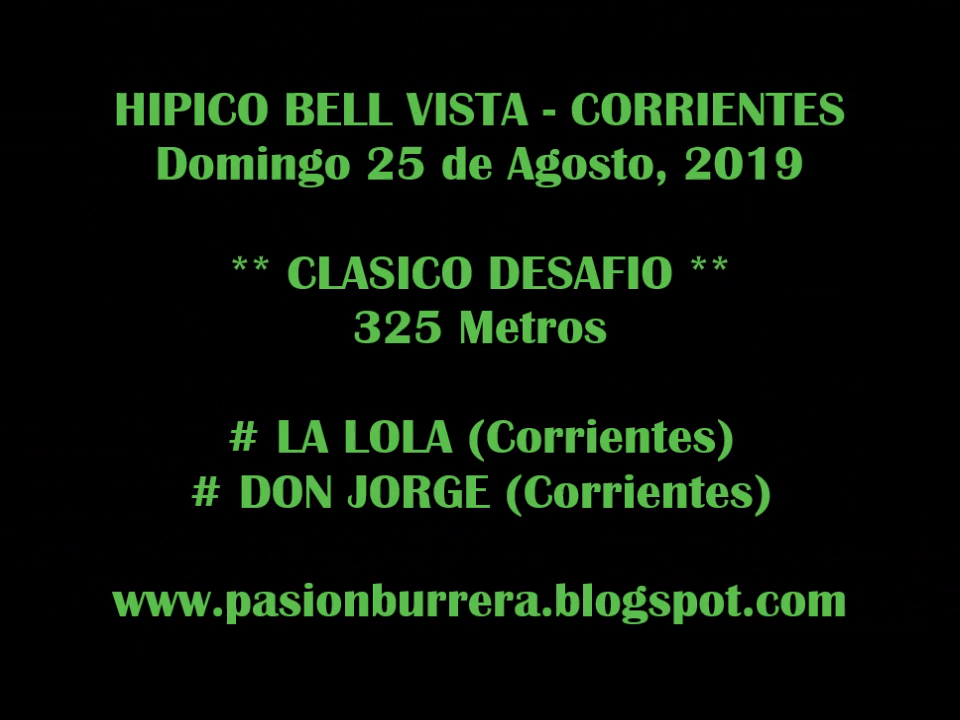 HIPICO BELL VISTA - CORRIENTES
Domingo 25 de Agosto, 2019
** CLASICO DESAFIO **
325 Metros
# LA LOLA (Corrientes)
# DON JORGE (Corrientes)
www.pasionburrera.blogspot.com